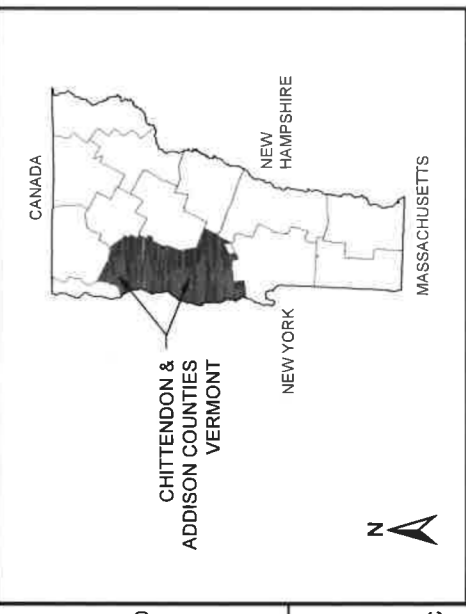 CANADA
NEW
HAMPSHIRE
CHITTENDON &
ADDISON COUNTIES
VERMONT
NEW YORK
MASSACHUSETTS
N